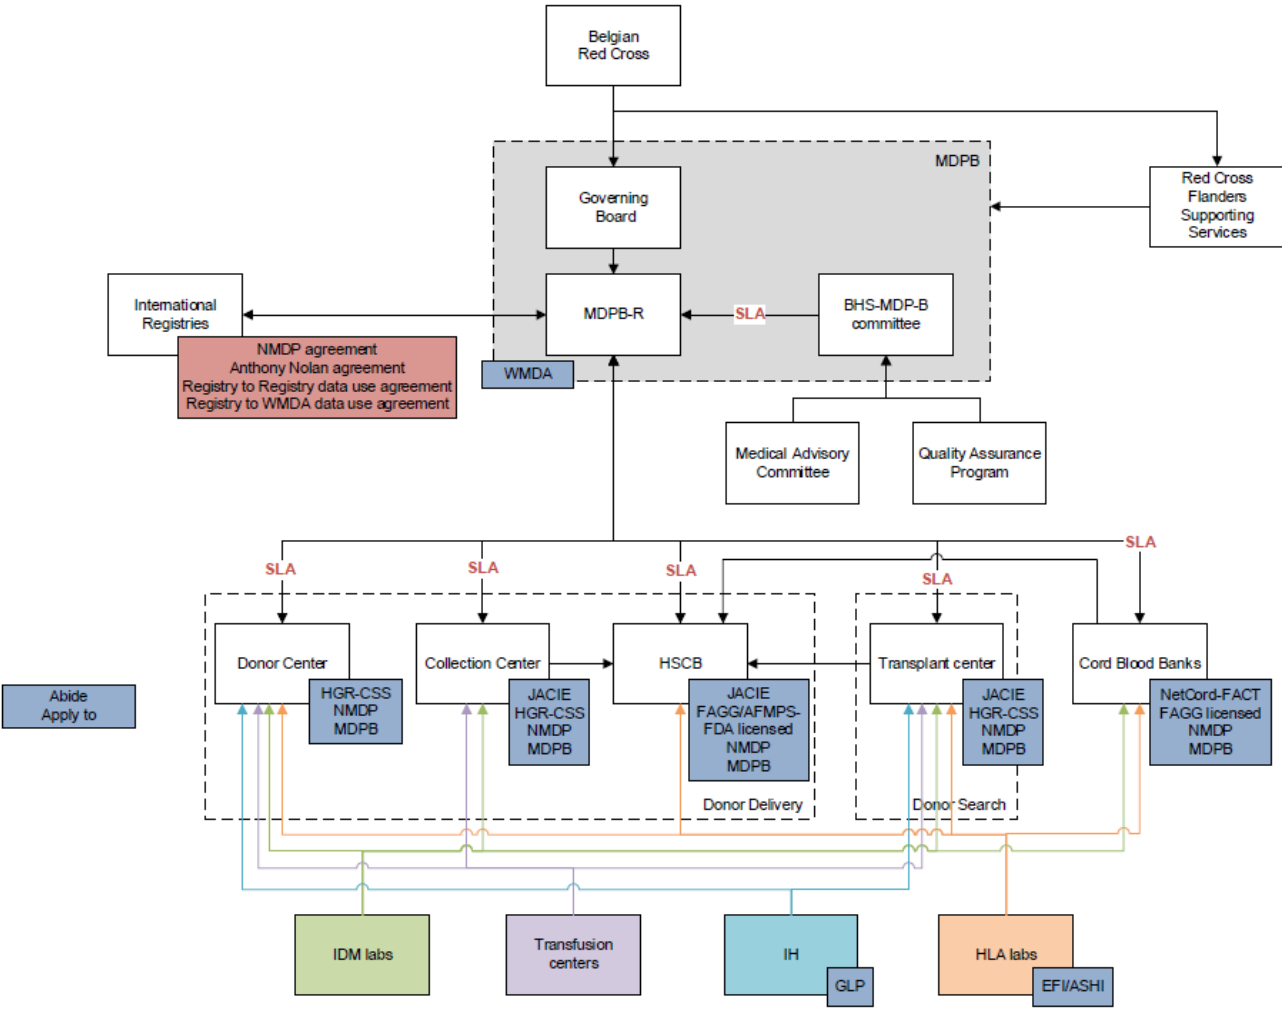 Belgian
Red Cross
MDPB
Governing
Board
Red Cross
Flanders
Supporting
Services
International
Registries
MDPB-R
SLA
BHS-MDP-B
committee
NMDP agreement
Anthony Nolan agreement
Registry to Registry data use agreement
Registry to WMDA data use agreement
WMDA
Medical Advisory
Committee
Quality Assurance
Program
SLA
SLA
SLA
SLA
SLA
Donor Center
Collection Center
HSCB
Transplant center
Cord Blood Banks
Abide
Apply to
HGR-CSS
NMDP
MDPB
JACIE
HGR-CSS
NMDP
MDPB
JACIE
FAGG/AFMPS-
FDA licensed
NMDP
MDPB
JACIE
HGR-CSS
NMDP
MDPB
NetCord-FACT
FAGG licensed
NMDP
MDPB
Donor Delivery
Donor Search
IDM labs
Transfusion
centers
IH
GLP
HLA labs
EFI/ASHI